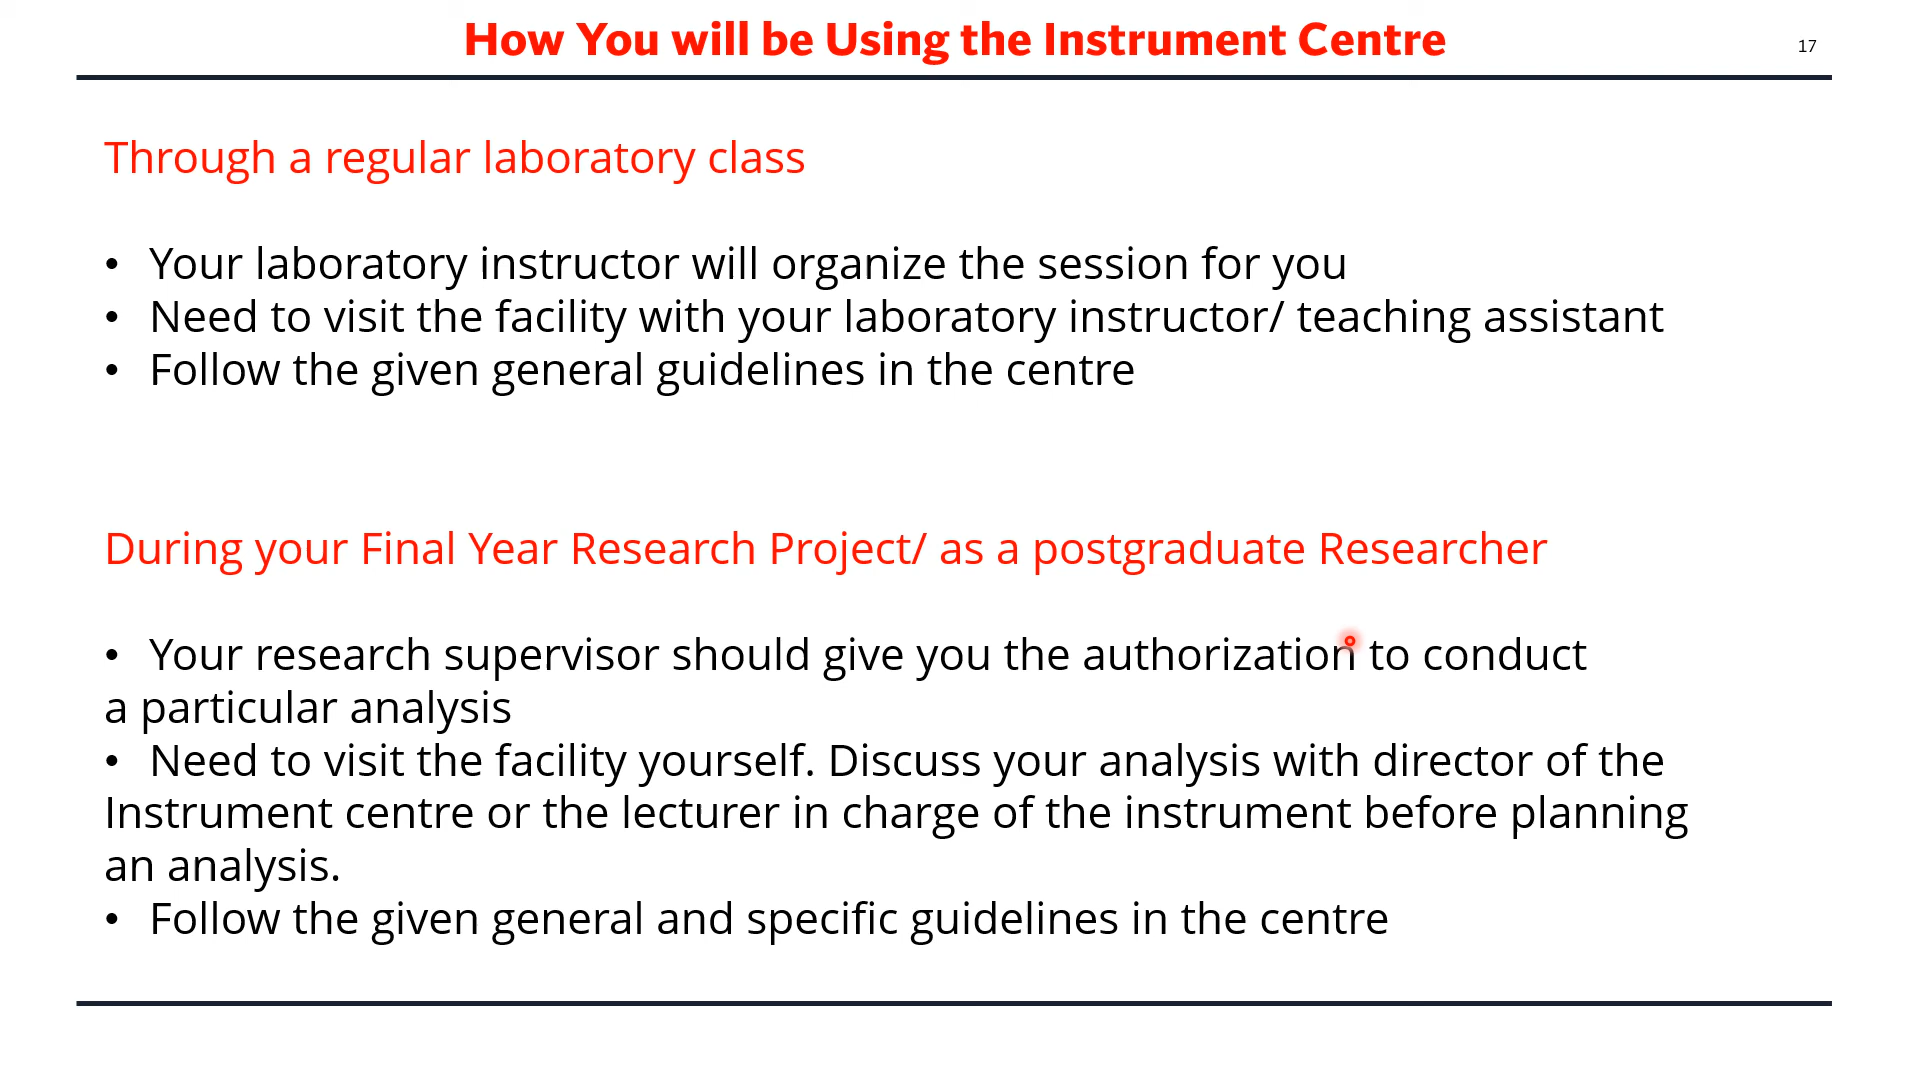 How You will be Using the Instrument Centre
17
Through a regular laboratory class
• Your laboratory instructor will organize the session for you
• Need to visit the facility with your laboratory instructor/ teaching assistant
• Follow the given general guidelines in the centre
During your Final Year Research Project/ as a postgraduate Researcher
• Your research supervisor should give you the authorization to conduct
a particular analysis
• Need to visit the facility yourself. Discuss your analysis with director of the
Instrument centre or the lecturer in charge of the instrument before planning
an analysis.
• Follow the given general and specific guidelines in the centre